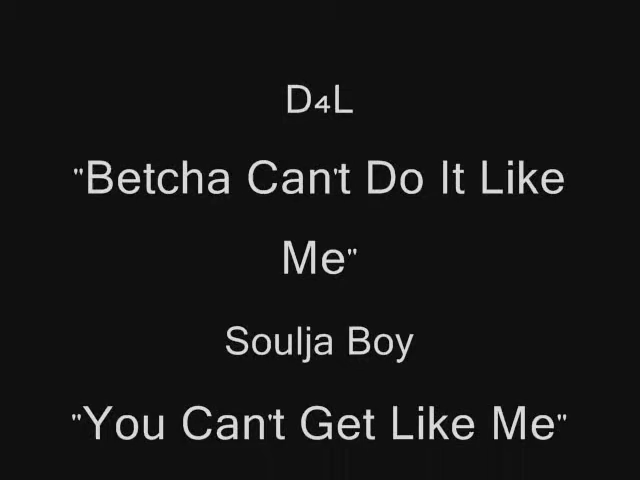 D4L
"Betcha Can't Do It Like
Me"
Soulja Boy
"You Can't Get Like Me"